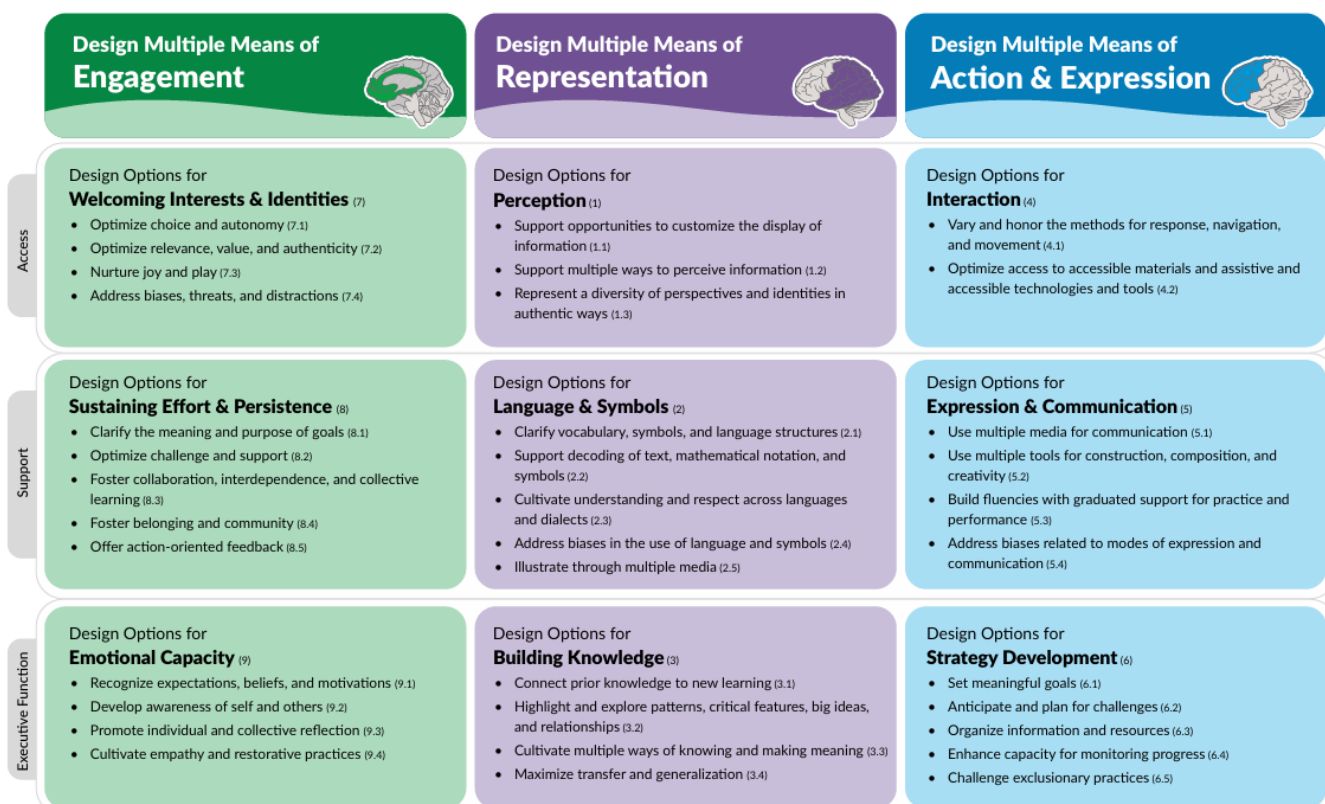 Design Multiple Means of
Engagement
Design Multiple Means of
Representation
Design Multiple Means of
Action & Expression
Access
Design Options for
Welcoming Interests & Identities (7)
• Optimize choice and autonomy (7.1)
• Optimize relevance, value, and authenticity (7.2)
• Nurture joy and play (7.3)
• Address biases, threats, and distractions (7.4)
Design Options for
Perception (1)
• Support opportunities to customize the display of
information (1.1)
• Support multiple ways to perceive information (1.2)
• Represent a diversity of perspectives and identities in
authentic ways (1.3)
Design Options for
Interaction (4)
• Vary and honor the methods for response, navigation,
and movement (4.1)
• Optimize access to accessible materials and assistive and
accessible technologies and tools (4.2)
Support
Design Options for
Sustaining Effort & Persistence (8)
• Clarify the meaning and purpose of goals (8.1)
• Optimize challenge and support (8.2)
• Foster collaboration, interdependence, and collective
learning (8.3)
• Foster belonging and community (8.4)
• Offer action-oriented feedback (8.5)
Design Options for
Language & Symbols (2)
• Clarify vocabulary, symbols, and language structures (2.1)
• Support decoding of text, mathematical notation, and
symbols (2.2)
• Cultivate understanding and respect across languages
and dialects (2.3)
• Address biases in the use of language and symbols (2.4)
• Illustrate through multiple media (2.5)
Design Options for
Expression & Communication (5)
• Use multiple media for communication (5.1)
• Use multiple tools for construction, composition, and
creativity (5.2)
• Build fluencies with graduated support for practice and
performance (5.3)
• Address biases related to modes of expression and
communication (5.4)
Executive Function
Design Options for
Emotional Capacity (9)
• Recognize expectations, beliefs, and motivations (9.1)
• Develop awareness of self and others (9.2)
• Promote individual and collective reflection (9.3)
• Cultivate empathy and restorative practices (9.4)
Design Options for
Building Knowledge (3)
• Connect prior knowledge to new learning (3.1)
• Highlight and explore patterns, critical features, big ideas,
and relationships (3.2)
• Cultivate multiple ways of knowing and making meaning (3.3)
• Maximize transfer and generalization (3.4)
Design Options for
Strategy Development (6)
• Set meaningful goals (6.1)
• Anticipate and plan for challenges (6.2)
• Organize information and resources (6.3)
• Enhance capacity for monitoring progress (6.4)
• Challenge exclusionary practices (6.5)